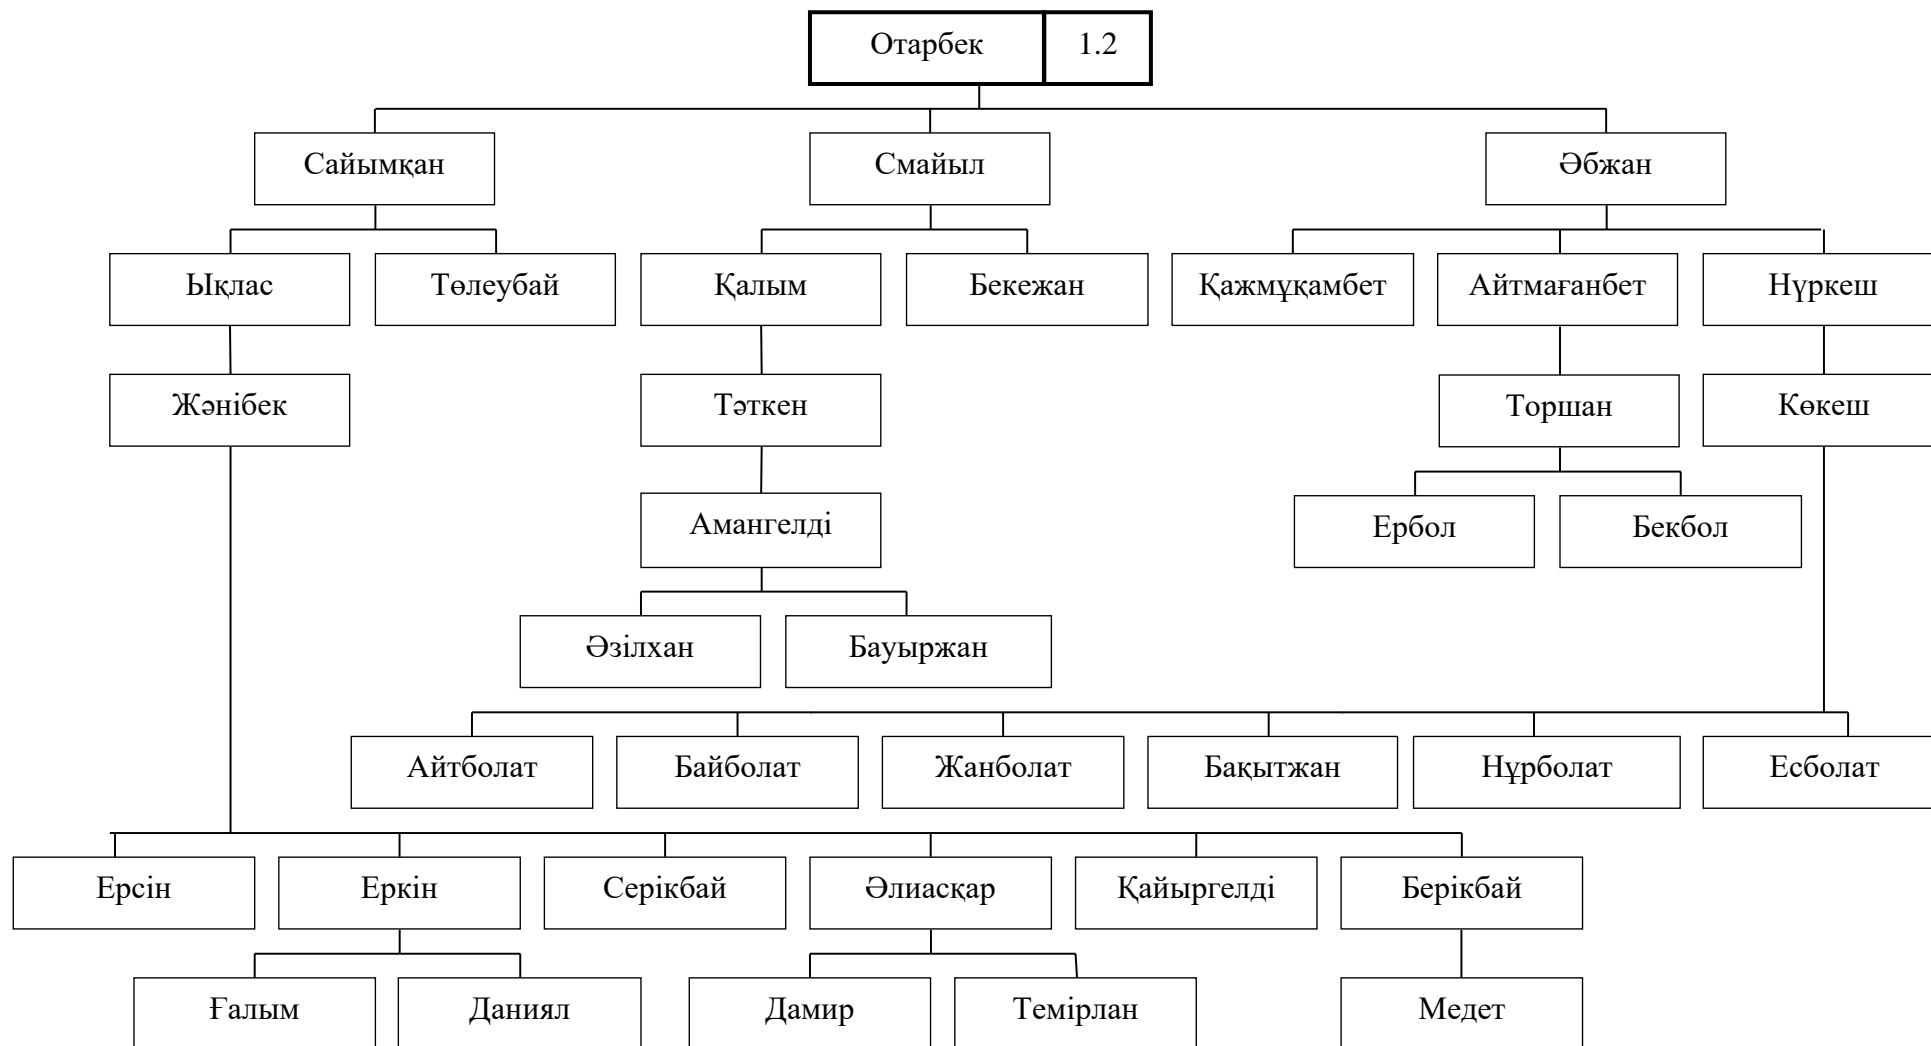 Отарбек 1.2
Сайымқан Смайыл Әбжан
Ықлас Төлеубай Қалым Бекежан Қажмұқамбет Айтмағанбет Нүркеш
Жәнібек Тәткен Торшан Көкеш
Амангелді Ербол Бекбол
Әзілхан Бауыржан
Айтболат Байболат Жанболат Бақытжан Нұрболат Есболат
Ерсін Еркін Серікбай Әлиасқар Қайыргелді Берікбай
Ғалым Даниял Дамир Темірлан Медет